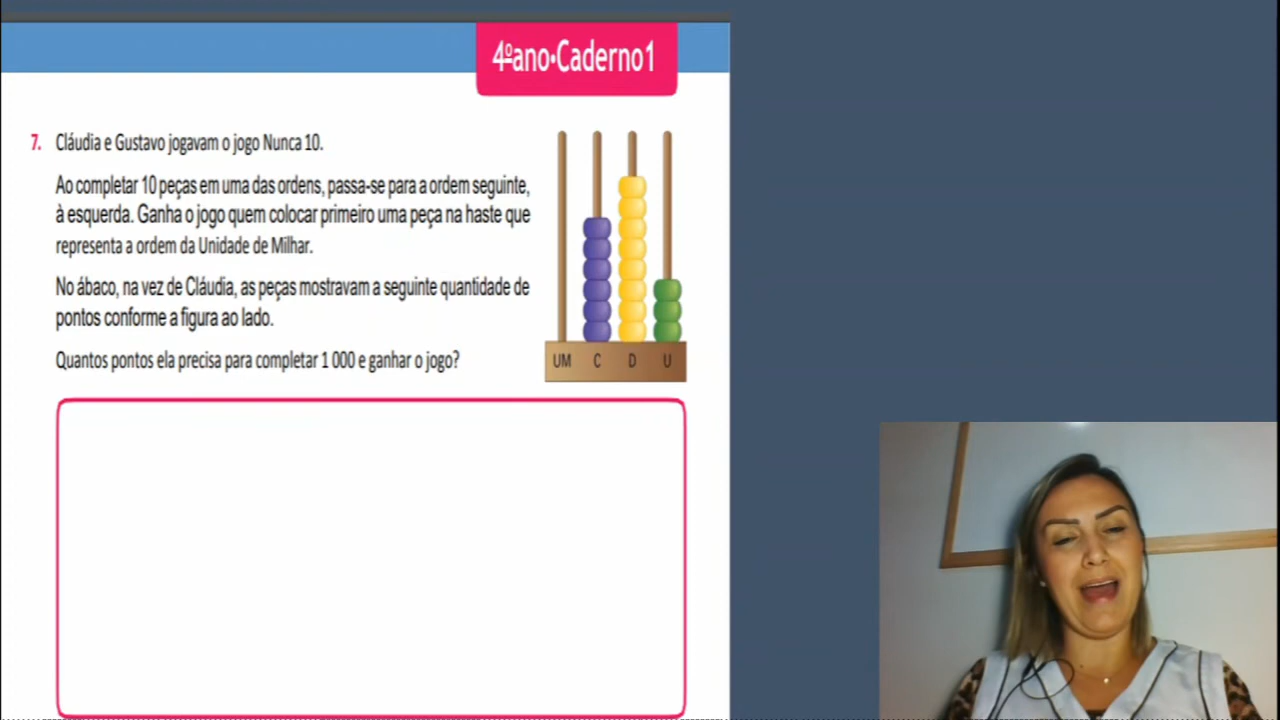 4ºano•Caderno1
7. Cláudia e Gustavo jogavam o jogo Nunca 10.
Ao completar 10 peças em uma das ordens, passa-se para a ordem seguinte,
à esquerda. Ganha o jogo quem colocar primeiro uma peça na haste que
representa a ordem da Unidade de Milhar.
No ábaco, na vez de Cláudia, as peças mostravam a seguinte quantidade de
pontos conforme a figura ao lado.
Quantos pontos ela precisa para completar 1 000 e ganhar o jogo?
UM C D U